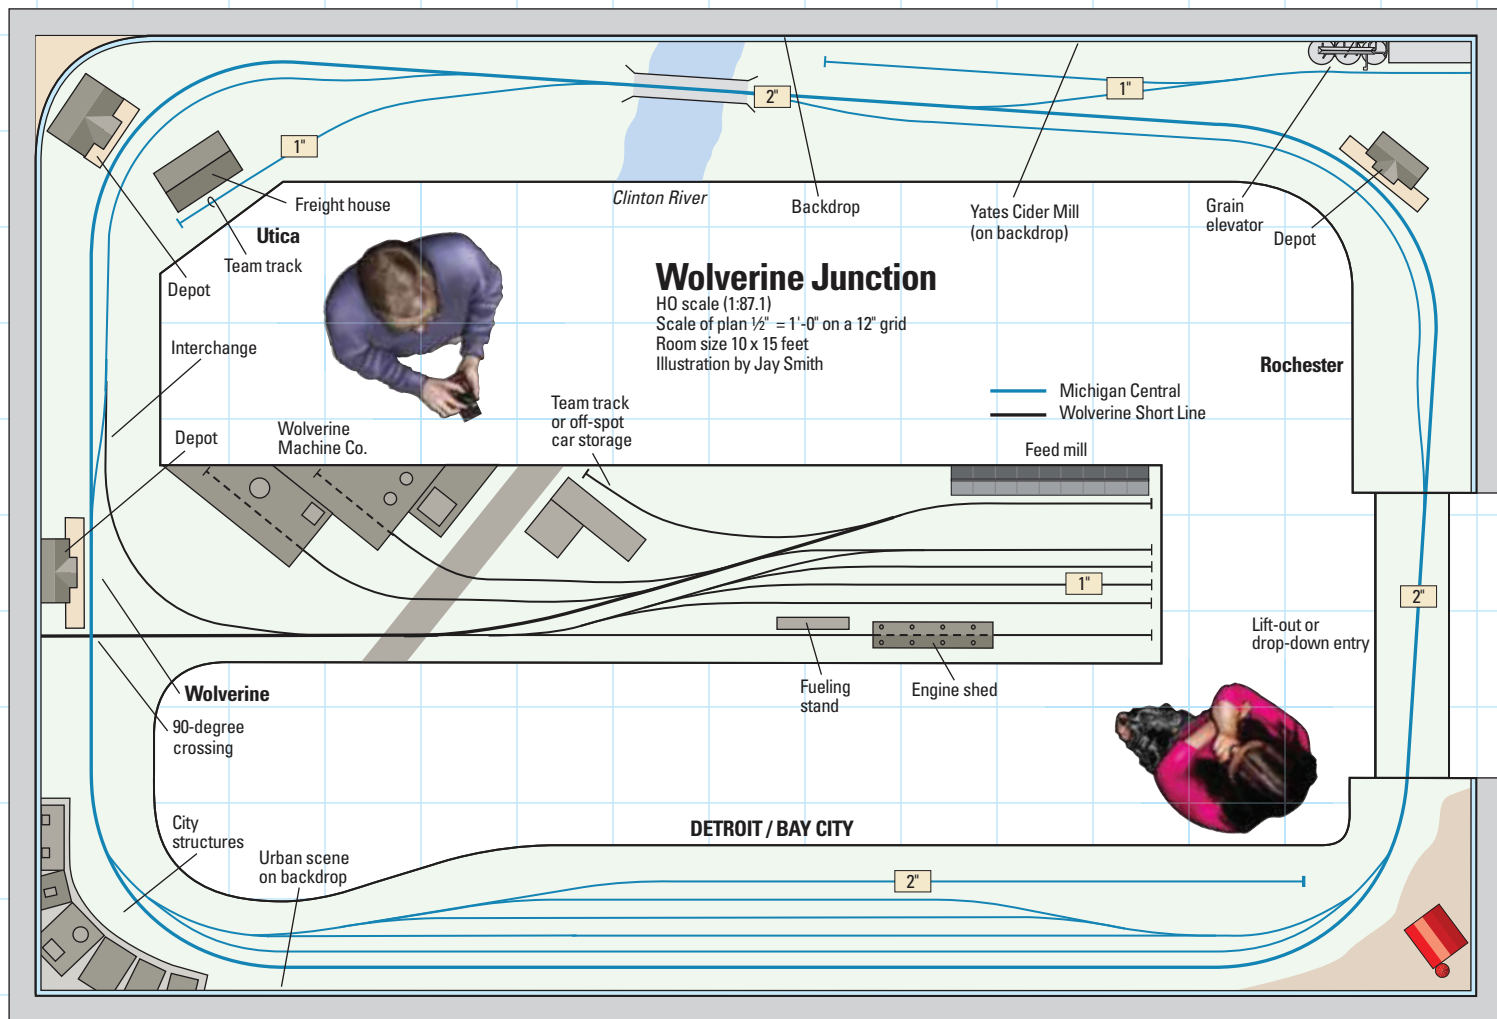 2"
1"
1"
Freight house
Clinton River
Backdrop
Yates Cider Mill
(on backdrop)
Grain
elevator
Depot
Utica
Team track
Depot
Wolverine Junction
HO scale (1:87.1)
Scale of plan ½" = 1'-0" on a 12" grid
Room size 10 x 15 feet
Illustration by Jay Smith
Interchange
Rochester
Michigan Central
Wolverine Short Line
Team track
or off-spot
car storage
Depot
Wolverine
Machine Co.
Feed mill
1"
2"
Lift-out or
drop-down entry
Fueling
stand
Engine shed
Wolverine
90-degree
crossing
City
structures
DETROIT / BAY CITY
Urban scene
on backdrop
2"